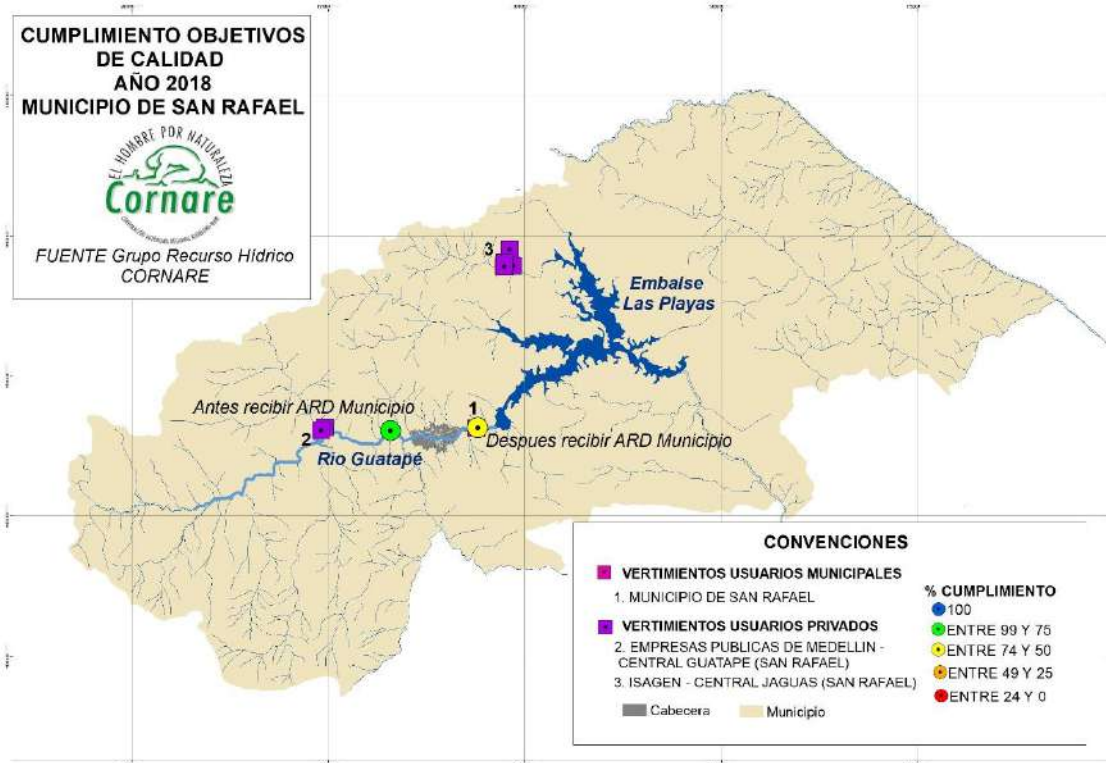 CUMPLIMIENTO OBJETIVOS
DE CALIDAD
AÑO 2018
MUNICIPIO DE SAN RAFAEL
EL HOMBRE POR NATURALEZA
Cornare
FUENTE Grupo Recurso Hídrico
CORNARE
3
Embalse
Las Playas
Antes recibir ARD Municipio
1
2
Despues recibir ARD Municipio
Rio Guatapé
CONVENCIONES
VERTIMIENTOS USUARIOS MUNICIPALES
1. MUNICIPIO DE SAN RAFAEL
VERTIMIENTOS USUARIOS PRIVADOS
2. EMPRESAS PUBLICAS DE MEDELLIN -
CENTRAL GUATAPE (SAN RAFAEL)
3. ISAGEN - CENTRAL JAGUAS (SAN RAFAEL)
Cabecera
Municipio
% CUMPLIMIENTO
100
ENTRE 99 Y 75
ENTRE 74 Y 50
ENTRE 49 Y 25
ENTRE 24 Y 0